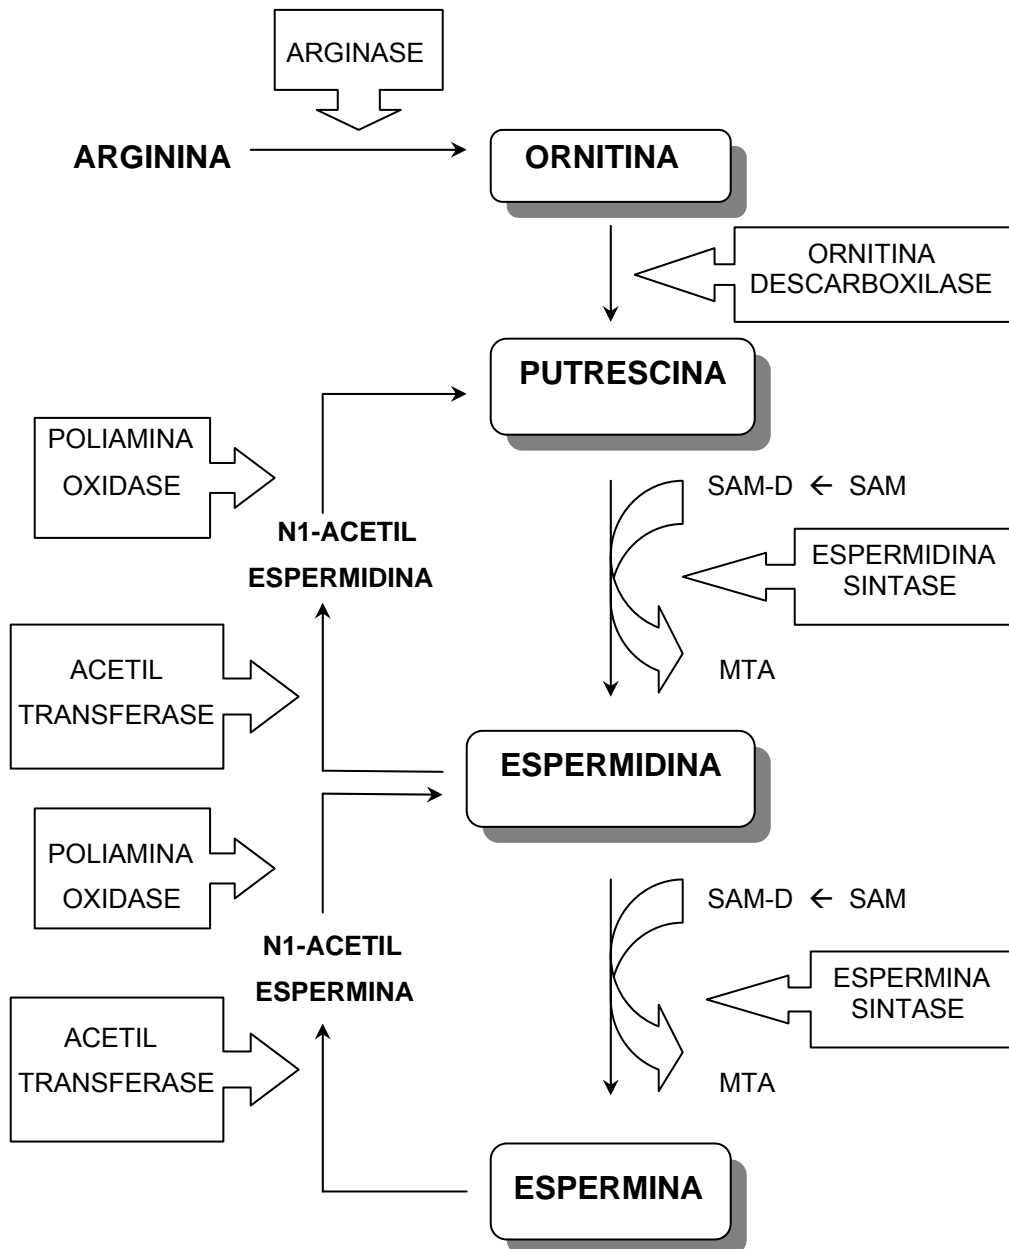 ARGINASE
ARGININA
ORNITINA
ORNITINA
DESCARBOXILASE
PUTRESCINA
POLIAMINA
OXIDASE
SAM-D ← SAM
N1-ACETIL
ESPERMIDINA
ESPERMIDINA
SINTASE
ACETIL
TRANSFERASE
MTA
ESPERMIDINA
POLIAMINA
OXIDASE
SAM-D ← SAM
N1-ACETIL
ESPERMINA
ESPERMINA
SINTASE
ACETIL
TRANSFERASE
MTA
ESPERMINA